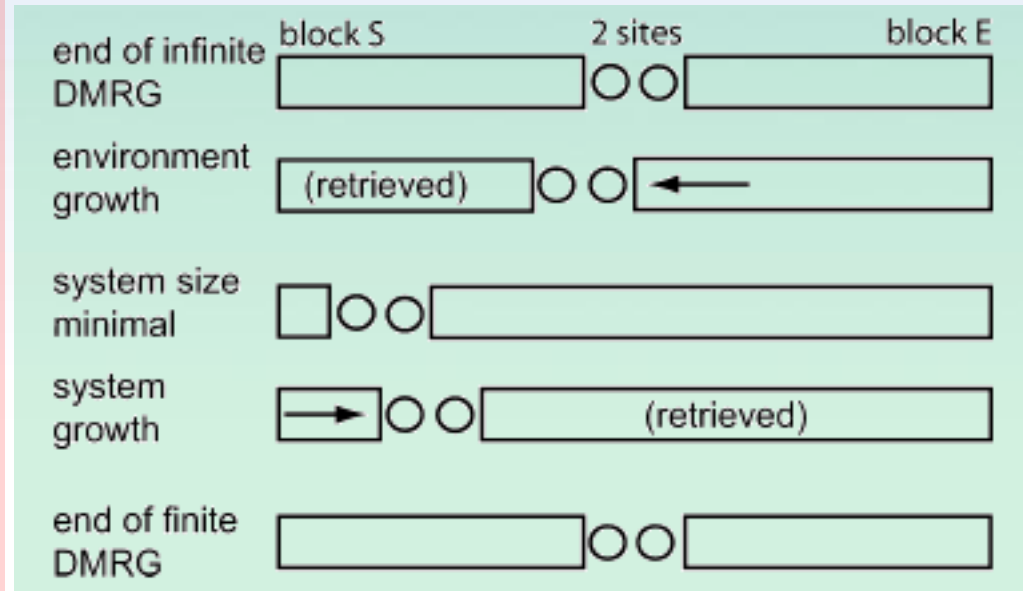 block S 2 sites block E
end of infinite
DMRG
environment
growth
(retrieved)
system size
minimal
system
growth
(retrieved)
end of finite
DMRG